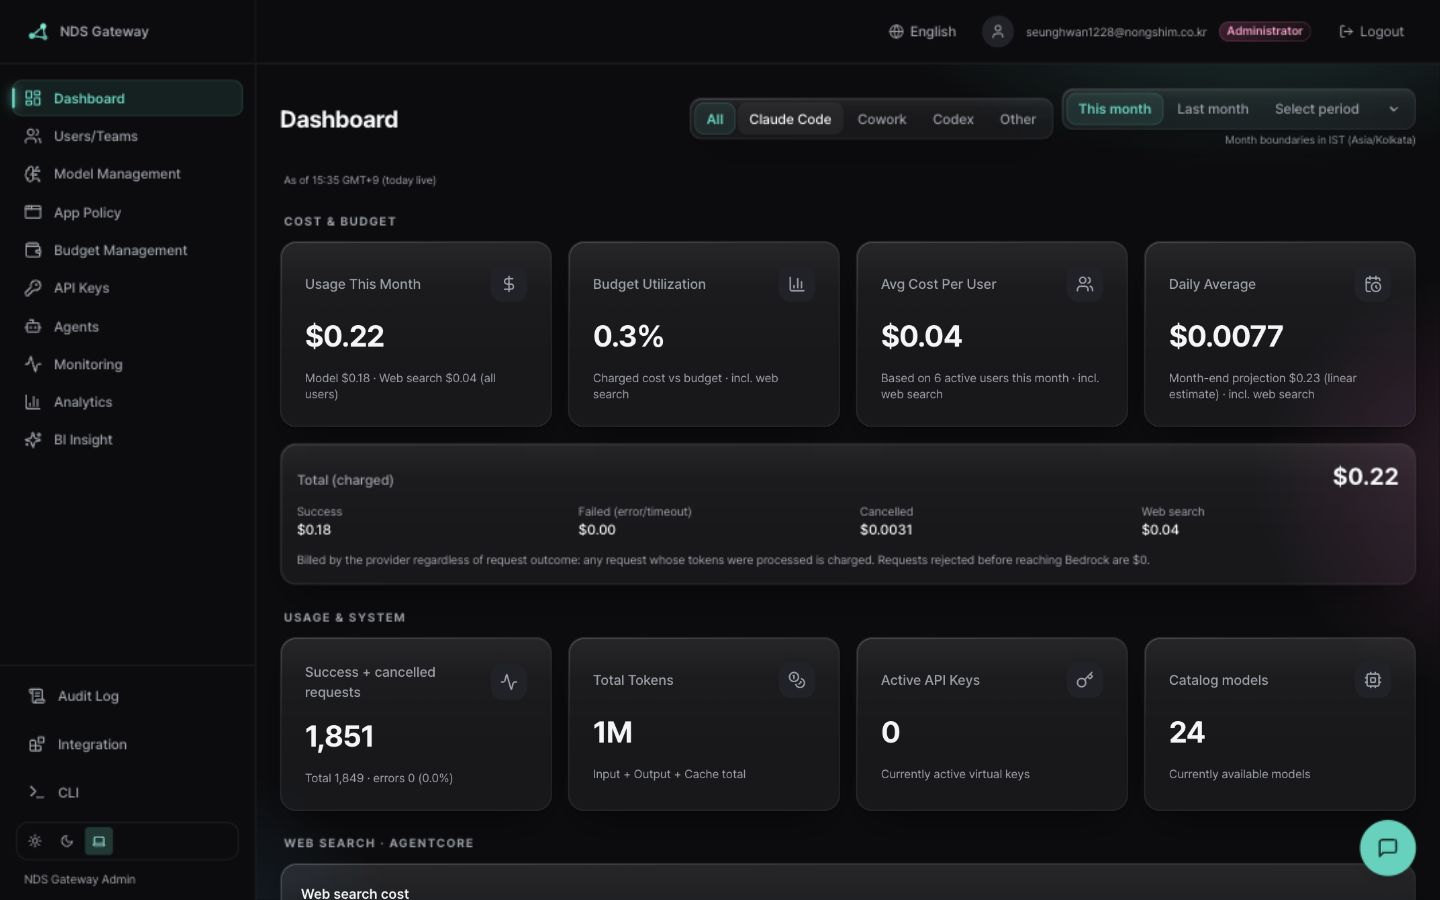 NDS Gateway
English
seunghwan1228@nongshim.co.kr
Administrator
Logout
Dashboard
Users/Teams
Model Management
App Policy
Budget Management
API Keys
Agents
Monitoring
Analytics
BI Insight
Audit Log
Integration
CLI
NDS Gateway Admin
Dashboard
All
Claude Code
Cowork
Codex
Other
This month
Last month
Select period
Month boundaries in IST (Asia/Kolkata)
As of 15:35 GMT+9 (today live)
COST & BUDGET
Usage This Month
$0.22
Model $0.18 · Web search $0.04 (all
users)
Budget Utilization
0.3%
Charged cost vs budget · incl. web
search
Avg Cost Per User
$0.04
Based on 6 active users this month · incl.
web search
Daily Average
$0.0077
Month-end projection $0.23 (linear
estimate) · incl. web search
Total (charged)
$0.22
Success
$0.18
Failed (error/timeout)
$0.00
Cancelled
$0.0031
Web search
$0.04
Billed by the provider regardless of request outcome: any request whose tokens were processed is charged. Requests rejected before reaching Bedrock are $0.
USAGE & SYSTEM
Success + cancelled
requests
1,851
Total 1,849 · errors 0 (0.0%)
Total Tokens
1M
Input + Output + Cache total
Active API Keys
0
Currently active virtual keys
Catalog models
24
Currently available models
WEB SEARCH · AGENTCORE
Web search cost